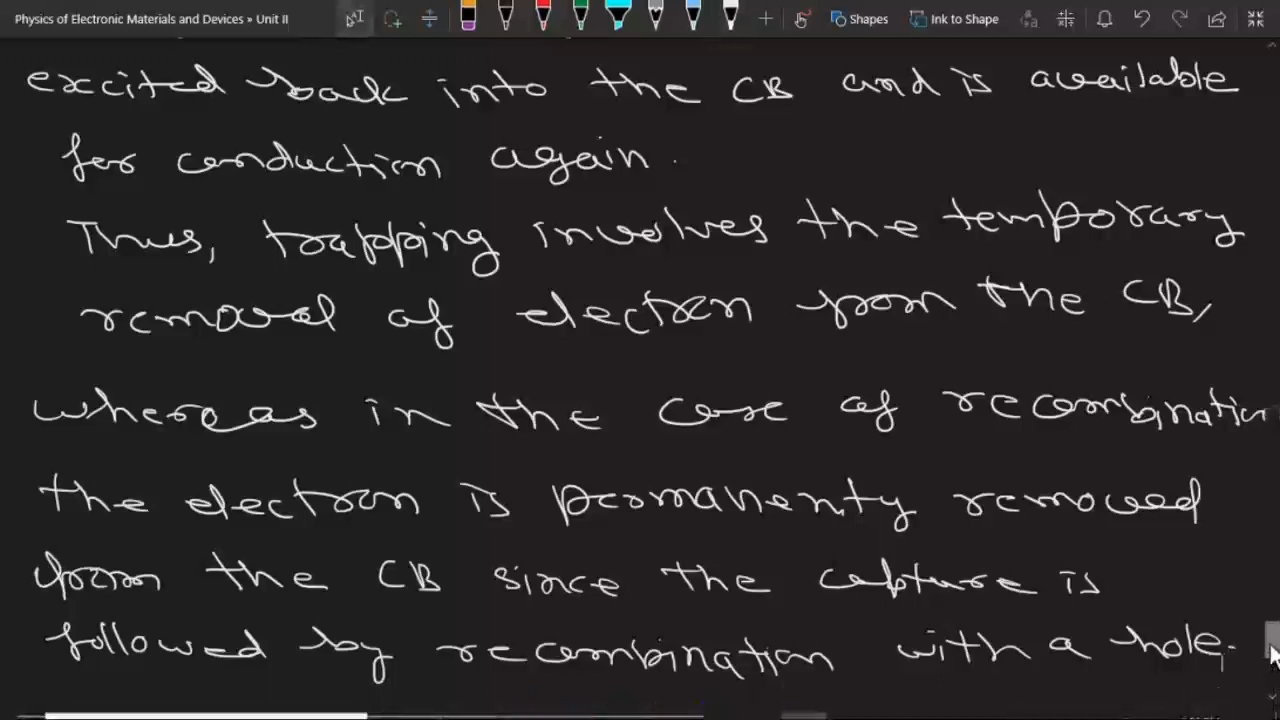 Physics of Electronic Materials and Devices » Unit II
Shapes
Ink to Shape
excited back into the CB and is available
for conduction again.
Thus, trapping involves the temporary
removal of electron from the CB,
whereas in the case of recombination
the electron is permanenty removed
from the CB since the capture is
followed by recombination with a hole.